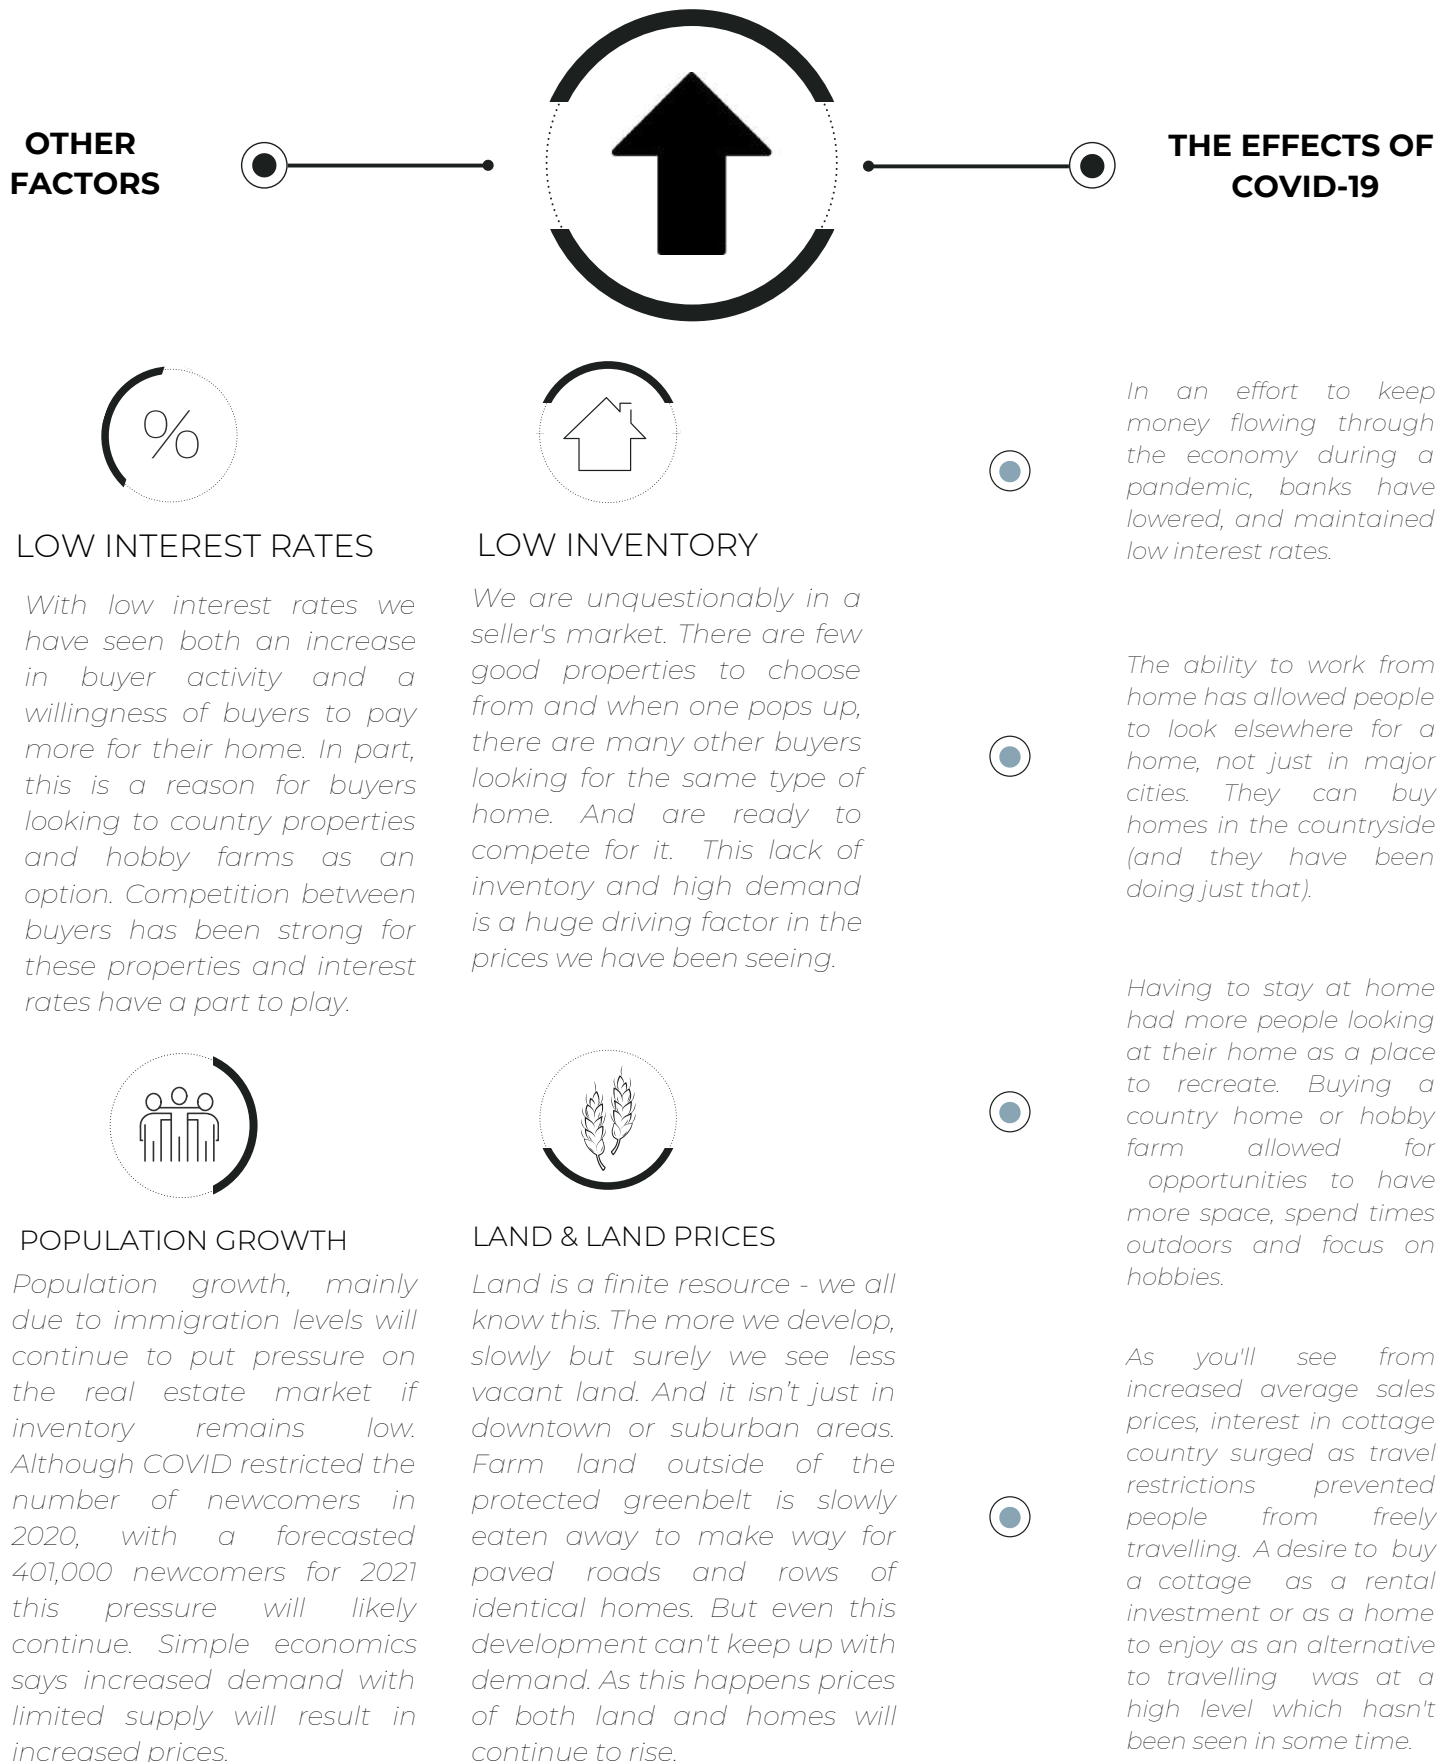 OTHER
FACTORS
THE EFFECTS OF
COVID-19
%
LOW INTEREST RATES
With low interest rates we
have seen both an increase
in buyer activity and a
willingness of buyers to pay
more for their home. In part,
this is a reason for buyers
looking to country properties
and hobby farms as an
option. Competition between
buyers has been strong for
these properties and interest
rates have a part to play.
LOW INVENTORY
We are unquestionably in a
seller's market. There are few
good properties to choose
from and when one pops up,
there are many other buyers
looking for the same type of
home. And are ready to
compete for it. This lack of
inventory and high demand
is a huge driving factor in the
prices we have been seeing.
POPULATION GROWTH
Population growth, mainly
due to immigration levels will
continue to put pressure on
the real estate market if
inventory remains low.
Although COVID restricted the
number of newcomers in
2020, with a forecasted
401,000 newcomers for 2021
this pressure will likely
continue. Simple economics
says increased demand with
limited supply will result in
increased prices.
LAND & LAND PRICES
Land is a finite resource - we all
know this. The more we develop,
slowly but surely we see less
vacant land. And it isn’t just in
downtown or suburban areas.
Farm land outside of the
protected greenbelt is slowly
eaten away to make way for
paved roads and rows of
identical homes. But even this
development can't keep up with
demand. As this happens prices
of both land and homes will
continue to rise.
In an effort to keep
money flowing through
the economy during a
pandemic, banks have
lowered, and maintained
low interest rates.
The ability to work from
home has allowed people
to look elsewhere for a
home, not just in major
cities. They can buy
homes in the countryside
(and they have been
doing just that).
Having to stay at home
had more people looking
at their home as a place
to recreate. Buying a
country home or hobby
farm allowed for
opportunities to have
more space, spend times
outdoors and focus on
hobbies.
As you'll see from
increased average sales
prices, interest in cottage
country surged as travel
restrictions prevented
people from freely
travelling. A desire to buy
a cottage as a rental
investment or as a home
to enjoy as an alternative
to travelling was at a
high level which hasn't
been seen in some time.